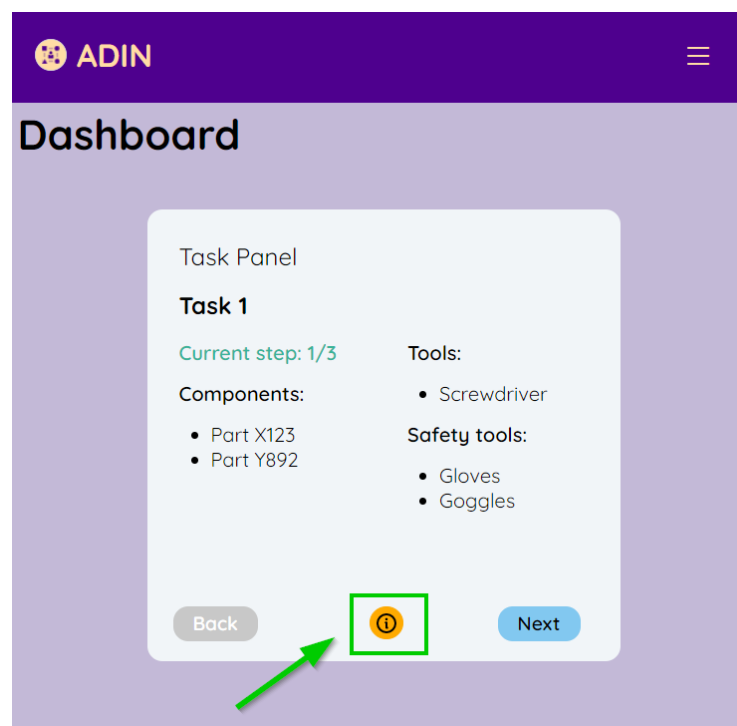 ADIN
Dashboard
Task Panel
Task 1
Current step: 1/3
Components:
Part X123
Part Y892
Tools:
Screwdriver
Safety tools:
Gloves
Goggles
Back
Next